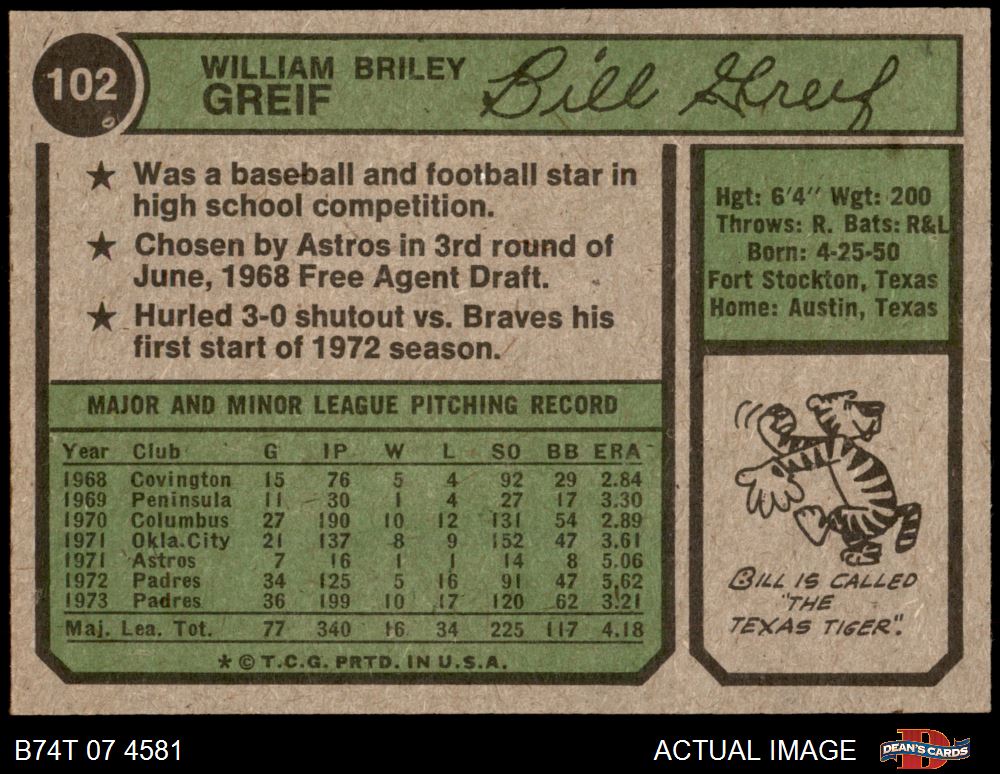 102
WILLIAM BRILEY
GREIF
Bill Greif
★ Was a baseball and football star in
high school competition.
★ Chosen by Astros in 3rd round of
June, 1968 Free Agent Draft.
★ Hurled 3-0 shutout vs. Braves his
first start of 1972 season.
Hgt: 6'4" Wgt: 200
Throws: R. Bats: R&L
Born: 4-25-50
Fort Stockton, Texas
Home: Austin, Texas
MAJOR AND MINOR LEAGUE PITCHING RECORD
Year Club G IP W L SO BB ERA
1968 Covington 15 76 5 4 92 29 2.84
1969 Peninsula 11 30 1 4 27 17 3.30
1970 Columbus 27 190 10 12 131 54 2.89
1971 Okla.City 21 137 8 9 152 47 3.61
1971 Astros 7 16 1 1 14 8 5.06
1972 Padres 34 125 5 16 91 47 5.62
1973 Padres 36 199 10 17 120 62 3.21
Maj. Lea. Tot. 77 340 16 34 225 117 4.18
★ © T.C.G. PRTD. IN U.S.A.
BILL IS CALLED
"THE
TEXAS TIGER".
B74T 07 4581
ACTUAL IMAGE
DEAN'S CARDS